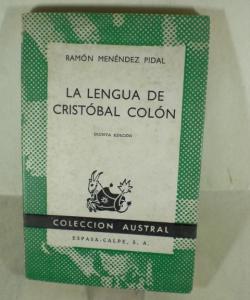 RAMÓN MENÉNDEZ PIDAL
LA LENGUA DE
CRISTÓBAL COLÓN
QUINTA EDICIÓN
COLECCION AUSTRAL
ESPASA-CALPE, S. A.